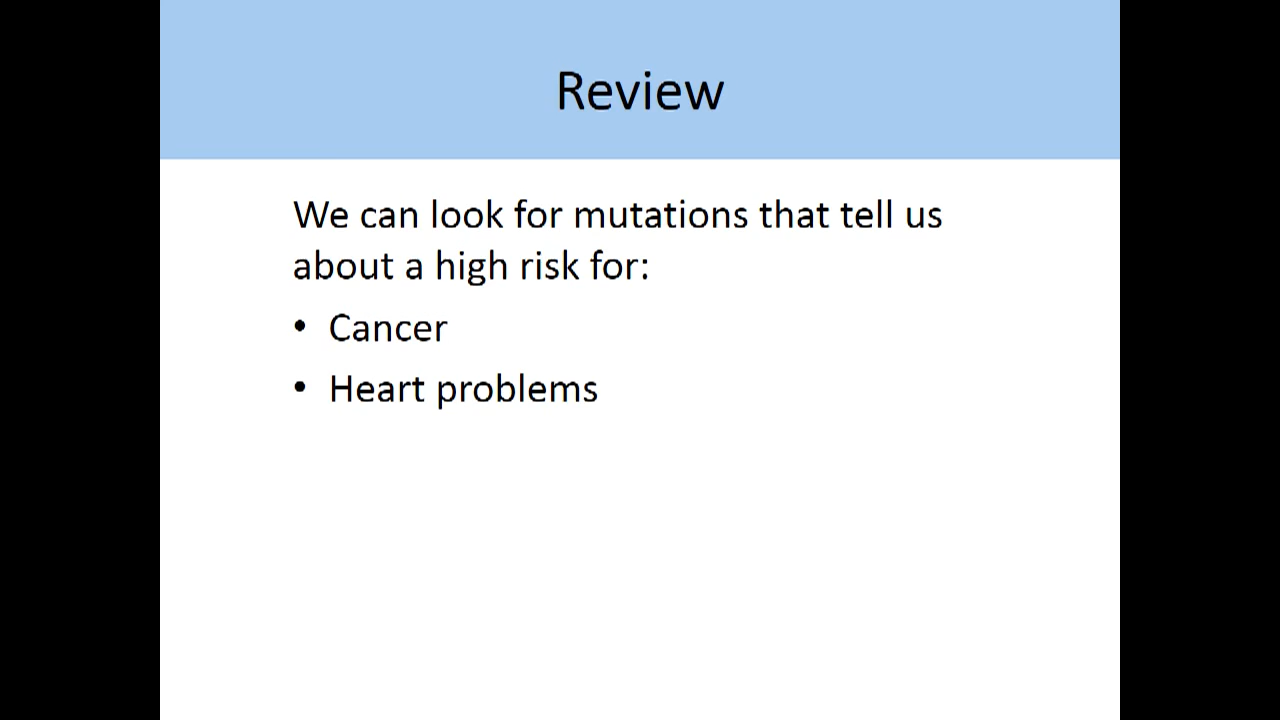 Review
We can look for mutations that tell us
about a high risk for:
• Cancer
• Heart problems